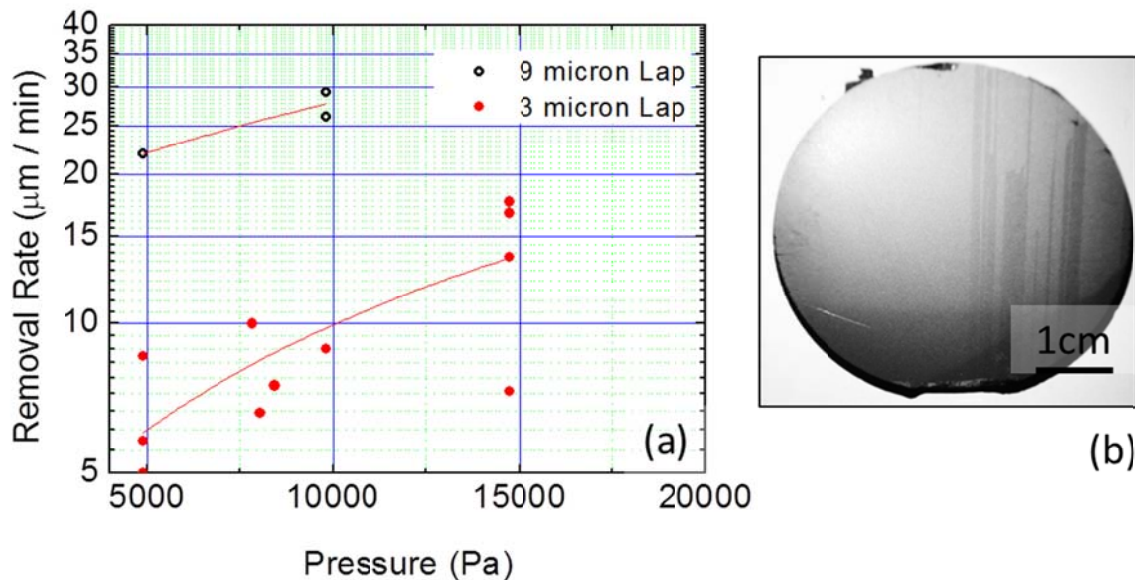 40
35
30
25
20
15
10
5
Removal Rate (μm / min)
9 micron Lap
3 micron Lap
(a)
5000 10000 15000 20000
Pressure (Pa)
1cm
(b)